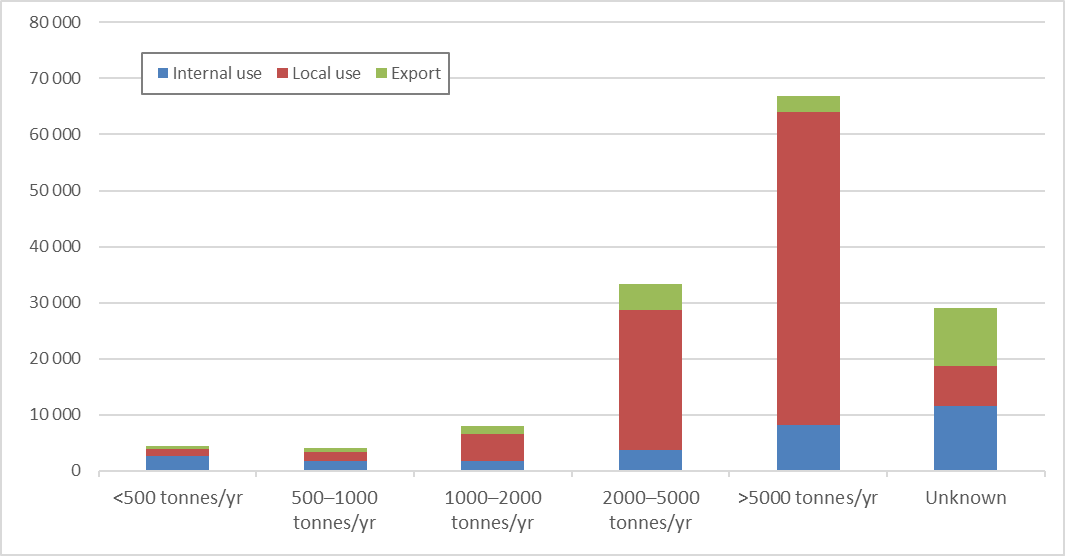 80 000
70 000
60 000
50 000
40 000
30 000
20 000
10 000
0
Internal use
Local use
Export
<500 tonnes/yr
500–1000
tonnes/yr
1000–2000
tonnes/yr
2000–5000
tonnes/yr
>5000 tonnes/yr
Unknown